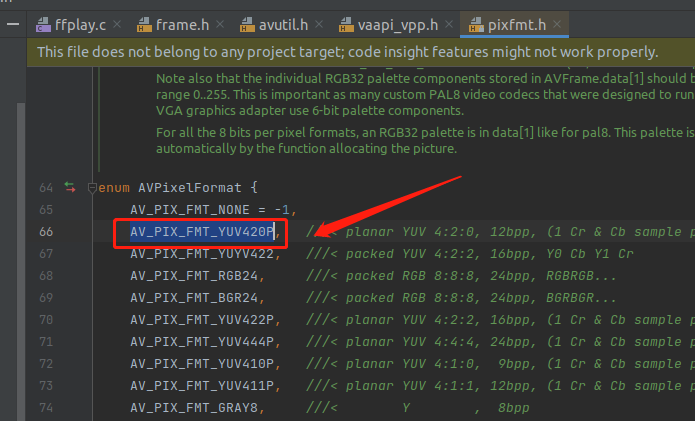 ffplay.c × frame.h × avutil.h × vaapi_vpp.h × pixfmt.h ×
This file does not belong to any project target; code insight features might not work properly.
Note also that the individual RGB32 palette components stored in AVFrame.data[1] should b
range 0..255. This is important as many custom PAL8 video codecs that were designed to run
VGA graphics adapter use 6-bit palette components.
For all the 8 bits per pixel formats, an RGB32 palette is in data[1] like for pal8. This palette is
automatically by the function allocating the picture.
64 enum AVPixelFormat {
65 AV_PIX_FMT_NONE = -1,
66 AV_PIX_FMT_YUV420P, ///< planar YUV 4:2:0, 12bpp, (1 Cr & Cb sample p
67 AV_PIX_FMT_YUYV422, ///< packed YUV 4:2:2, 16bpp, Y0 Cb Y1 Cr
68 AV_PIX_FMT_RGB24, ///< packed RGB 8:8:8, 24bpp, RGBRGB...
69 AV_PIX_FMT_BGR24, ///< packed RGB 8:8:8, 24bpp, BGRBGR...
70 AV_PIX_FMT_YUV422P, ///< planar YUV 4:2:2, 16bpp, (1 Cr & Cb sample p
71 AV_PIX_FMT_YUV444P, ///< planar YUV 4:4:4, 24bpp, (1 Cr & Cb sample p
72 AV_PIX_FMT_YUV410P, ///< planar YUV 4:1:0, 9bpp, (1 Cr & Cb sample p
73 AV_PIX_FMT_YUV411P, ///< planar YUV 4:1:1, 12bpp, (1 Cr & Cb sample p
74 AV_PIX_FMT_GRAY8, ///< Y , 8bpp